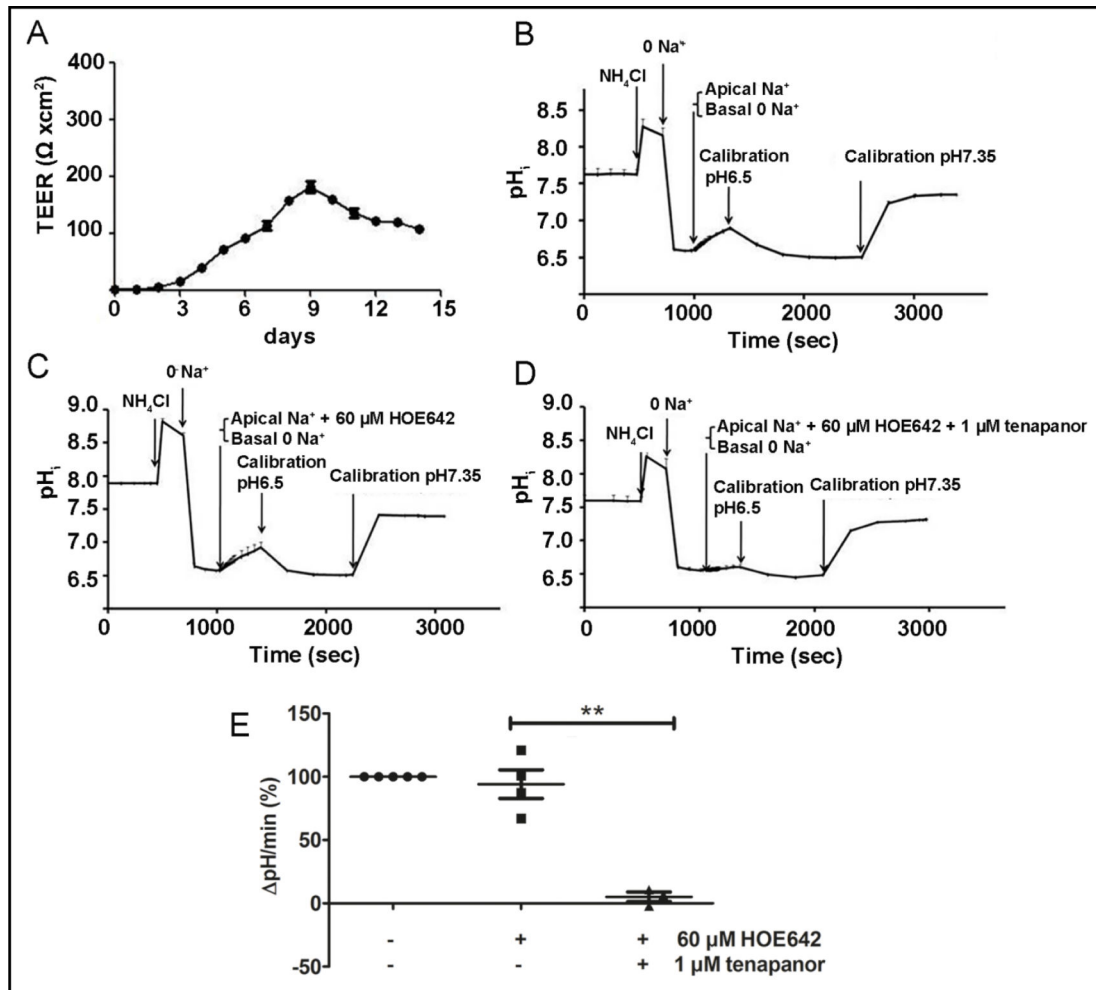 A
400
300
200
100
TEER (Ω xcm²)
0 3 6 9 12 15
days
B
0 Na⁺
NH₄Cl
Apical Na⁺
Basal 0 Na⁺
Calibration
pH6.5
Calibration pH7.35
8.5
8.0
7.5
7.0
6.5
pHᵢ
0 1000 2000 3000
Time (sec)
C
0 Na⁺
NH₄Cl
Apical Na⁺ + 60 µM HOE642
Basal 0 Na⁺
Calibration
pH6.5
Calibration pH7.35
9.0
8.5
8.0
7.5
7.0
6.5
6.0
pHᵢ
0 1000 2000 3000
Time (sec)
D
0 Na⁺
NH₄Cl
Apical Na⁺ + 60 µM HOE642 + 1 µM tenapanor
Basal 0 Na⁺
Calibration
pH6.5
Calibration pH7.35
9.0
8.5
8.0
7.5
7.0
6.5
6.0
pHᵢ
0 1000 2000 3000
Time (sec)
E
**
150
100
50
0
-50
ΔpH/min (%)
- + + 60 µM HOE642
- - + 1 µM tenapanor